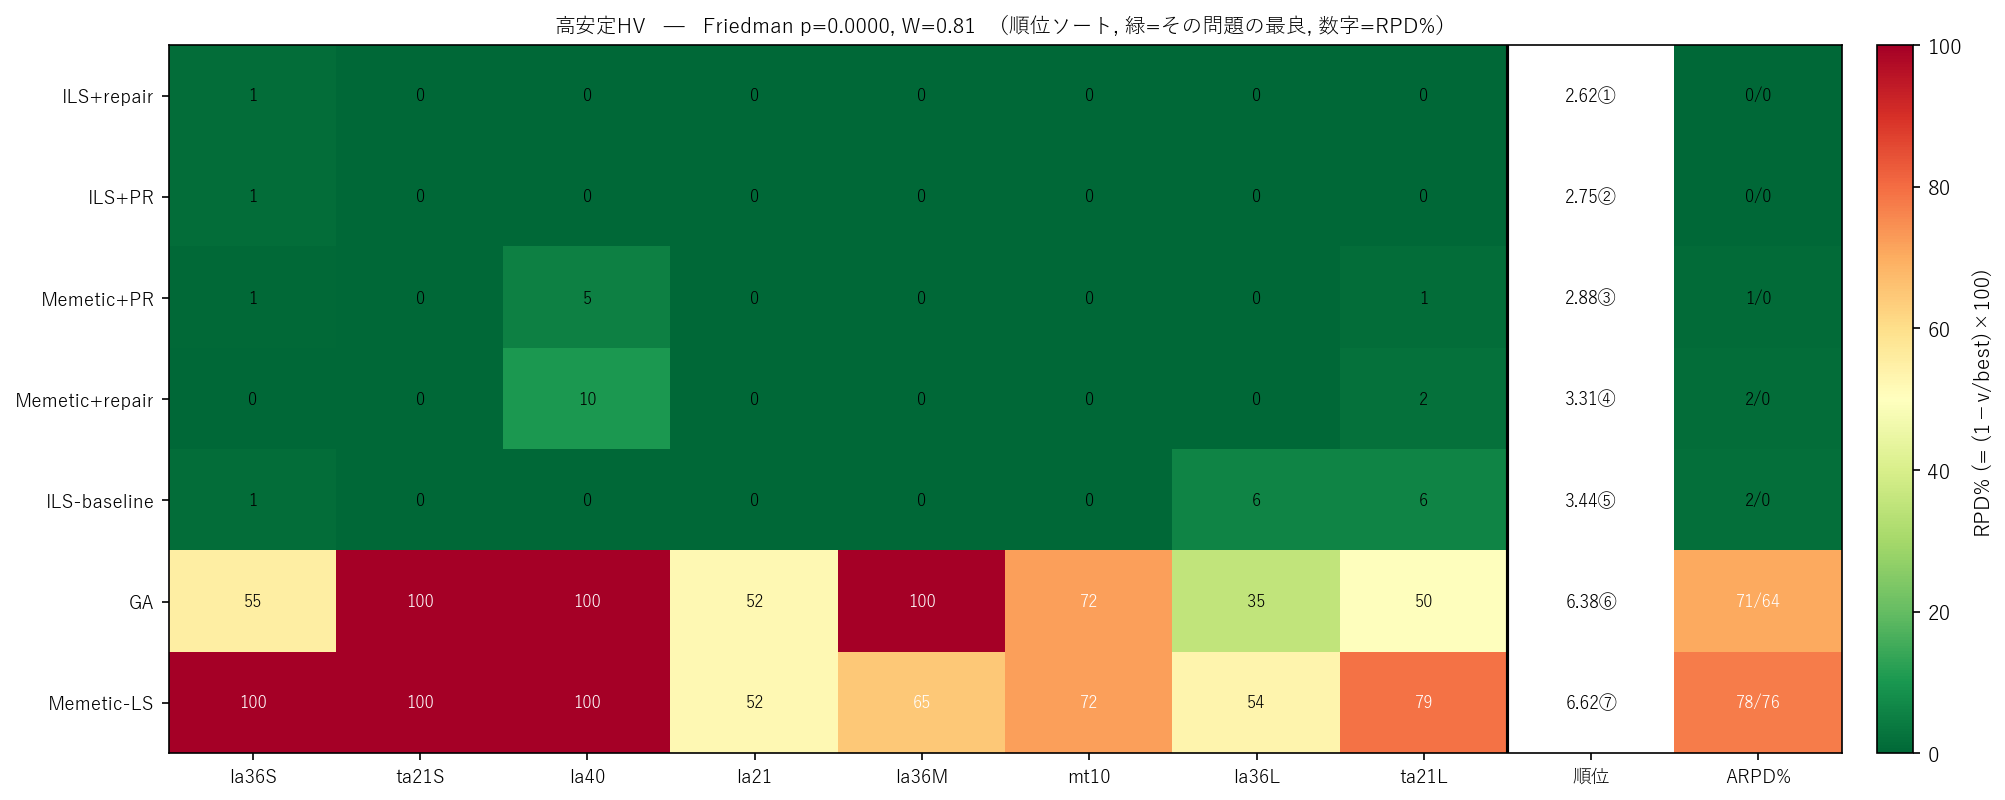 高安定HV — Friedman p=0.0000, W=0.81 （順位ソート, 緑=その問題の最良, 数字=RPD%）
ILS+repair 1 0 0 0 0 0 0 0 2.62① 0/0
ILS+PR 1 0 0 0 0 0 0 0 2.75② 0/0
Memetic+PR 1 0 5 0 0 0 0 1 2.88③ 1/0
Memetic+repair 0 0 10 0 0 0 0 2 3.31④ 2/0
ILS-baseline 1 0 0 0 0 0 6 6 3.44⑤ 2/0
GA 55 100 100 52 100 72 35 50 6.38⑥ 71/64
Memetic-LS 100 100 100 52 65 72 54 79 6.62⑦ 78/76
la36S ta21S la40 la21 la36M mt10 la36L ta21L 順位 ARPD%
100
80
60
40
20
0
RPD% (= (1 − v/best) × 100)